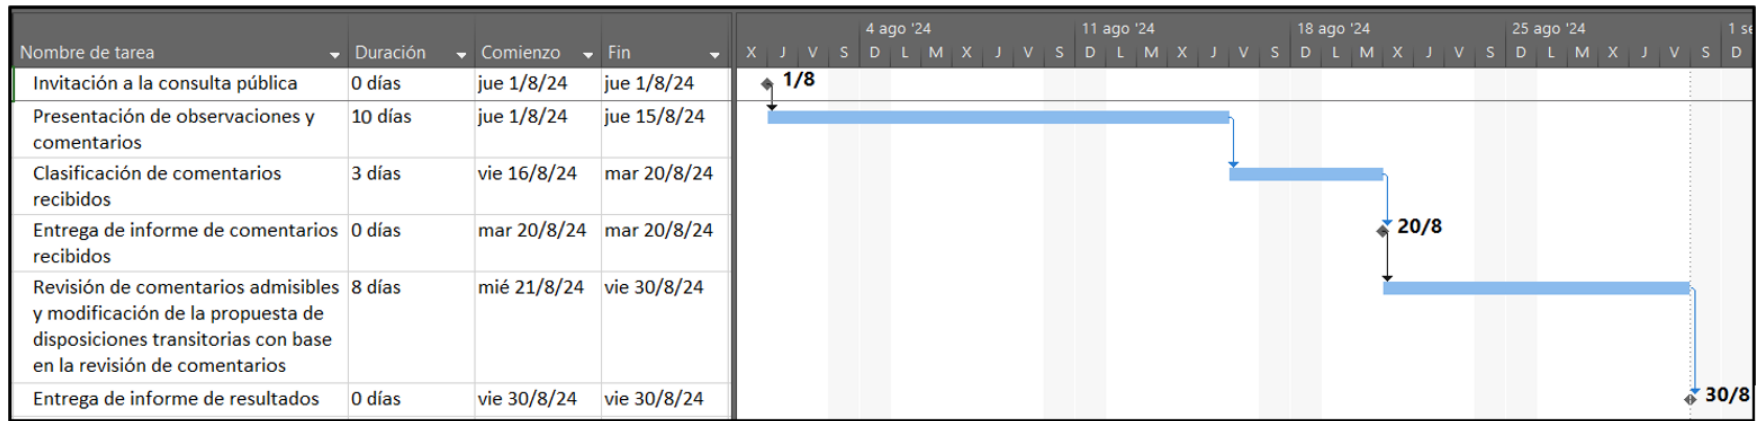 4 ago '24 11 ago '24 18 ago '24 25 ago '24 1 se
Nombre de tarea Duración Comienzo Fin X J V S D L M X J V S D L M X J V S D L M X J V S D L M X J V S D
Invitación a la consulta pública 0 días jue 1/8/24 jue 1/8/24 1/8
Presentación de observaciones y 10 días jue 1/8/24 jue 15/8/24
comentarios
Clasificación de comentarios 3 días vie 16/8/24 mar 20/8/24
recibidos
Entrega de informe de comentarios 0 días mar 20/8/24 mar 20/8/24 20/8
recibidos
Revisión de comentarios admisibles 8 días mié 21/8/24 vie 30/8/24
y modificación de la propuesta de
disposiciones transitorias con base
en la revisión de comentarios
Entrega de informe de resultados 0 días vie 30/8/24 vie 30/8/24 30/8